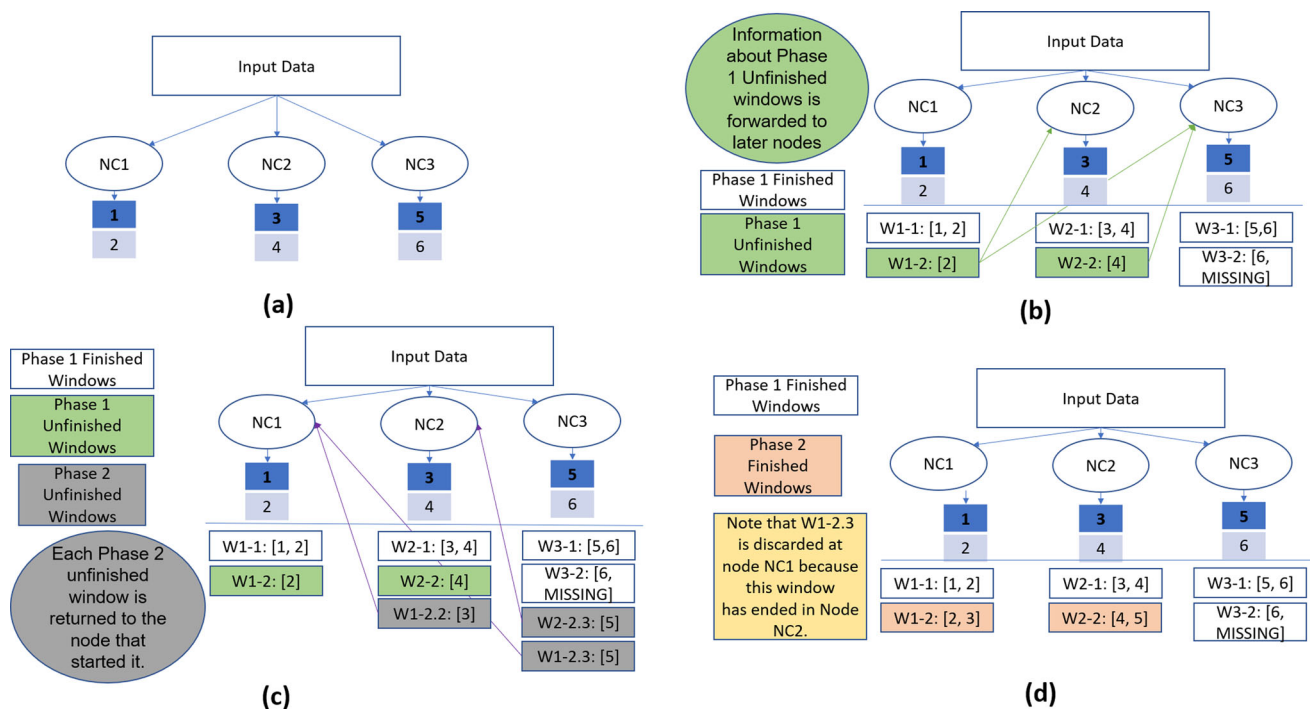 Input Data
NC1
NC2
NC3
1
3
5
2
4
6
(a)
Information
about Phase
1 Unfinished
windows is
forwarded to
later nodes
Phase 1 Finished
Windows
Phase 1
Unfinished
Windows
Input Data
NC1
NC2
NC3
1
3
5
2
4
6
W1-1: [1, 2]
W2-1: [3, 4]
W3-1: [5,6]
W1-2: [2]
W2-2: [4]
W3-2: [6,
MISSING]
(b)
Phase 1 Finished
Windows
Phase 1
Unfinished
Windows
Phase 2
Unfinished
Windows
Each Phase 2
unfinished
window is
returned to the
node that
started it.
Input Data
NC1
NC2
NC3
1
3
5
2
4
6
W1-1: [1, 2]
W2-1: [3, 4]
W3-1: [5,6]
W1-2: [2]
W2-2: [4]
W3-2: [6,
MISSING]
W1-2.2: [3]
W2-2.3: [5]
W1-2.3: [5]
(c)
Phase 1 Finished
Windows
Phase 2
Finished
Windows
Note that W1-2.3
is discarded at
node NC1 because
this window
has ended in Node
NC2.
Input Data
NC1
NC2
NC3
1
3
5
2
4
6
W1-1: [1, 2]
W2-1: [3, 4]
W3-1: [5, 6]
W1-2: [2, 3]
W2-2: [4, 5]
W3-2: [6,
MISSING]
(d)